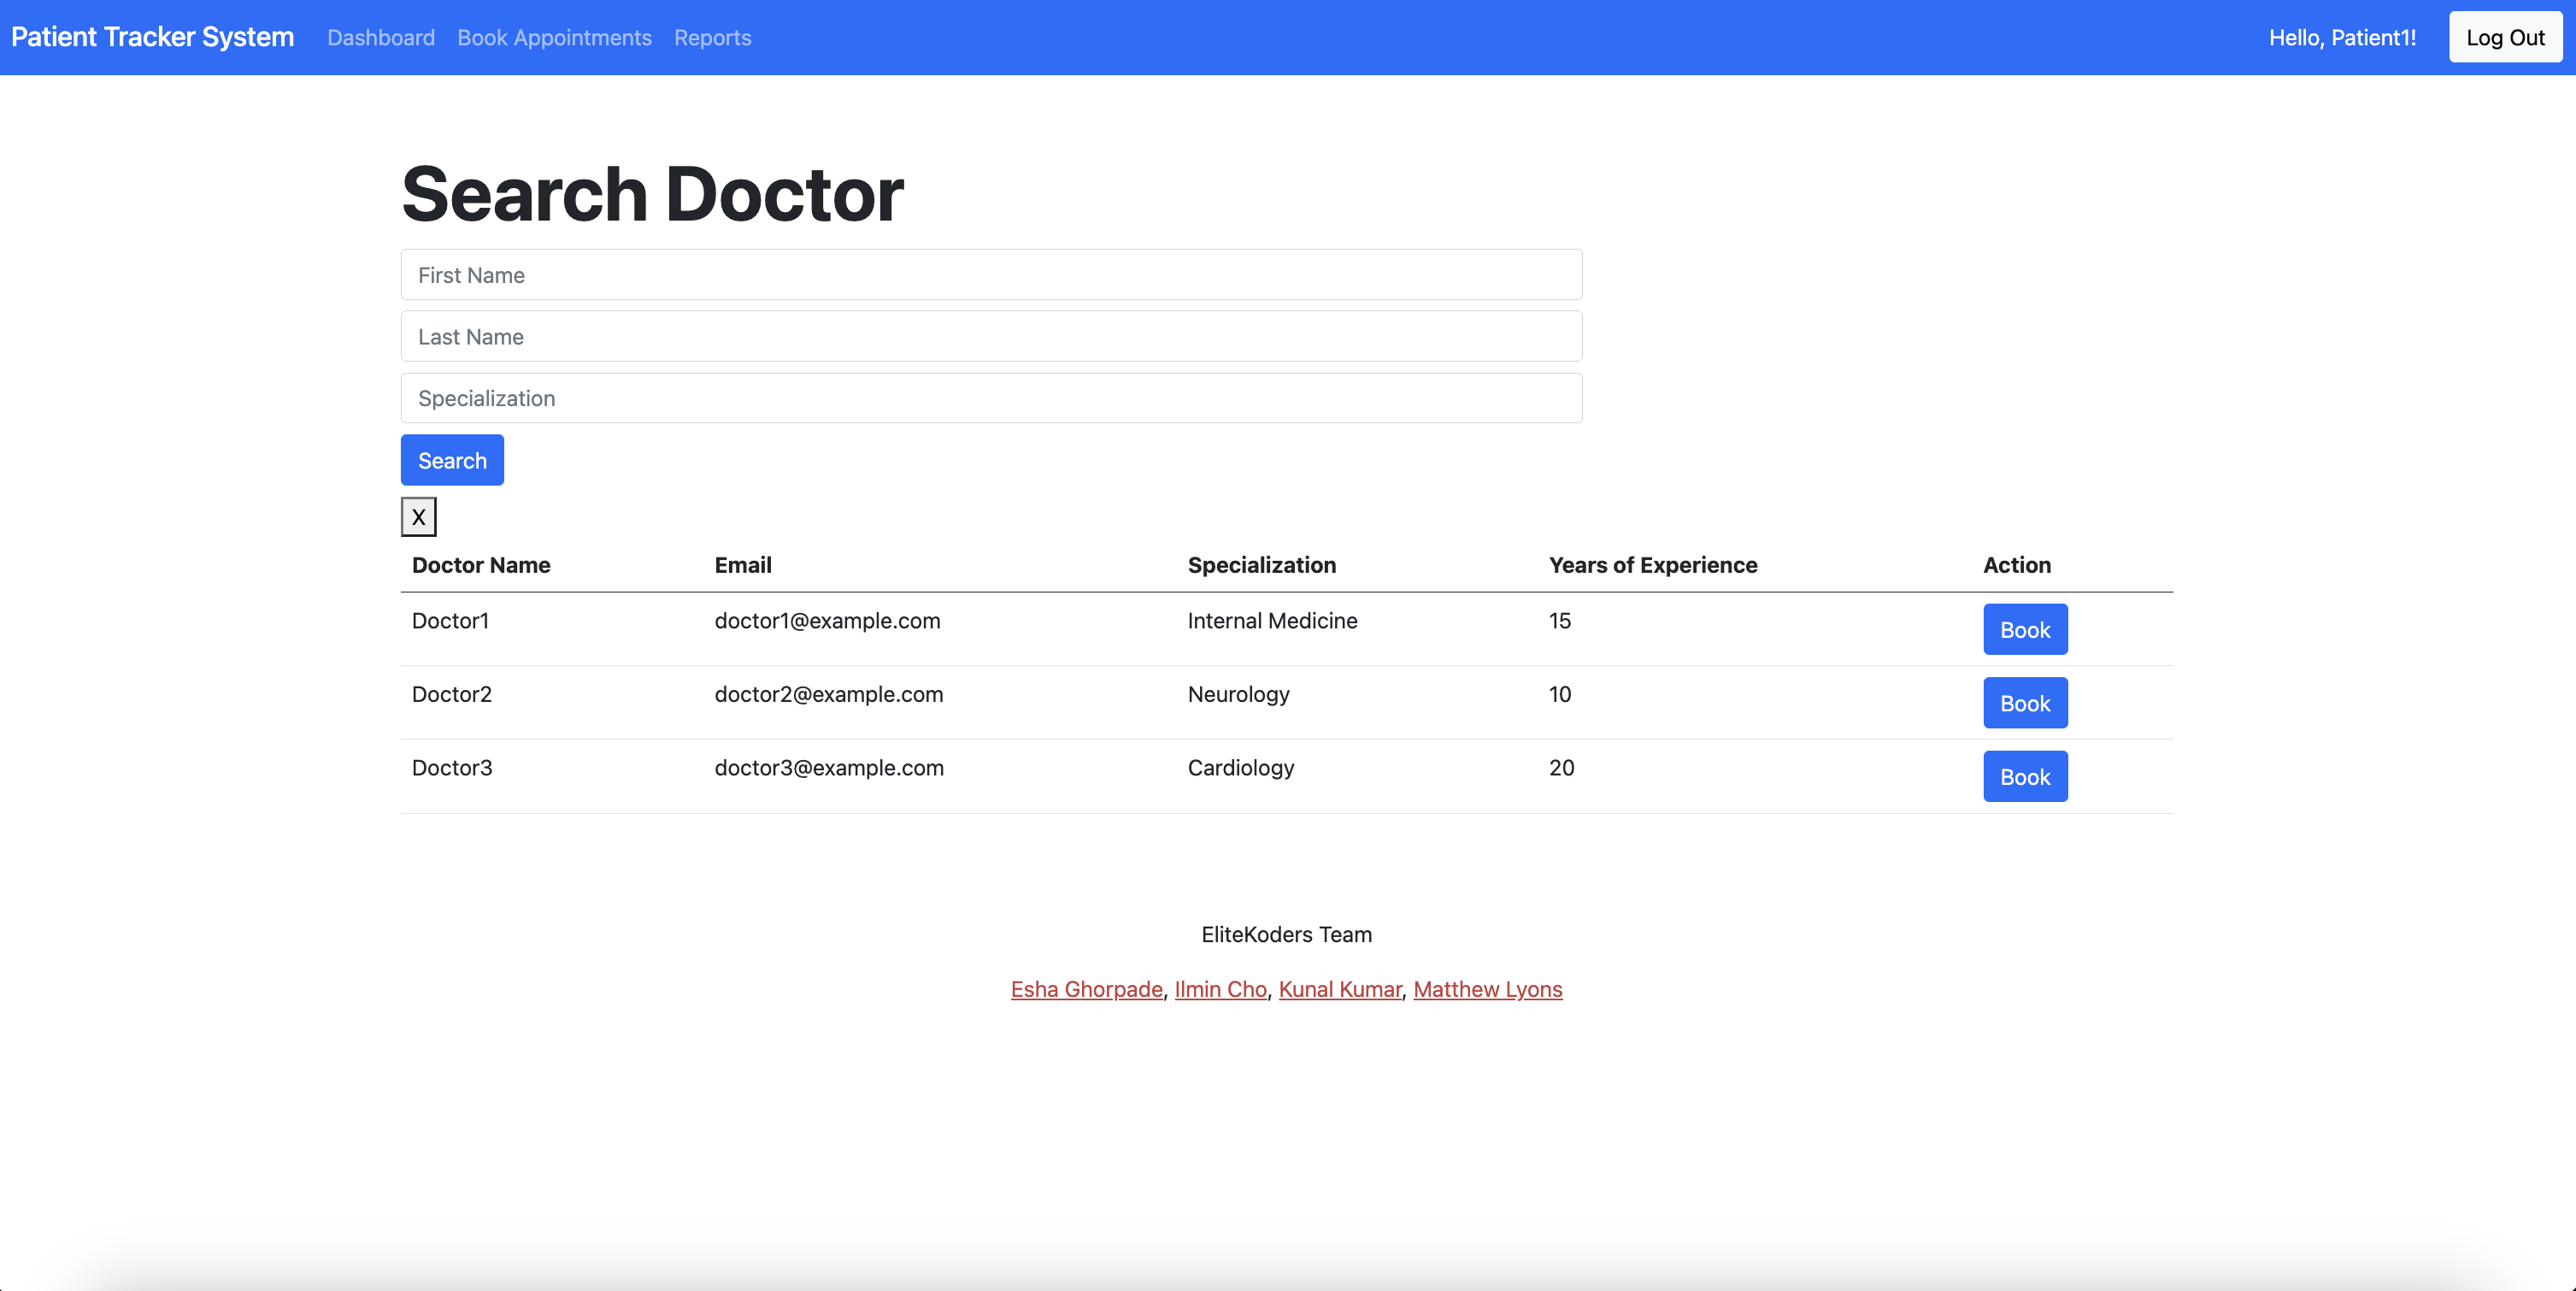 Patient Tracker System Dashboard Book Appointments Reports Hello, Patient1! Log Out
Search Doctor
First Name
Last Name
Specialization
Search
X
Doctor Name Email Specialization Years of Experience Action
Doctor1 doctor1@example.com Internal Medicine 15 Book
Doctor2 doctor2@example.com Neurology 10 Book
Doctor3 doctor3@example.com Cardiology 20 Book
EliteKoders Team
Esha Ghorpade, Ilmin Cho, Kunal Kumar, Matthew Lyons